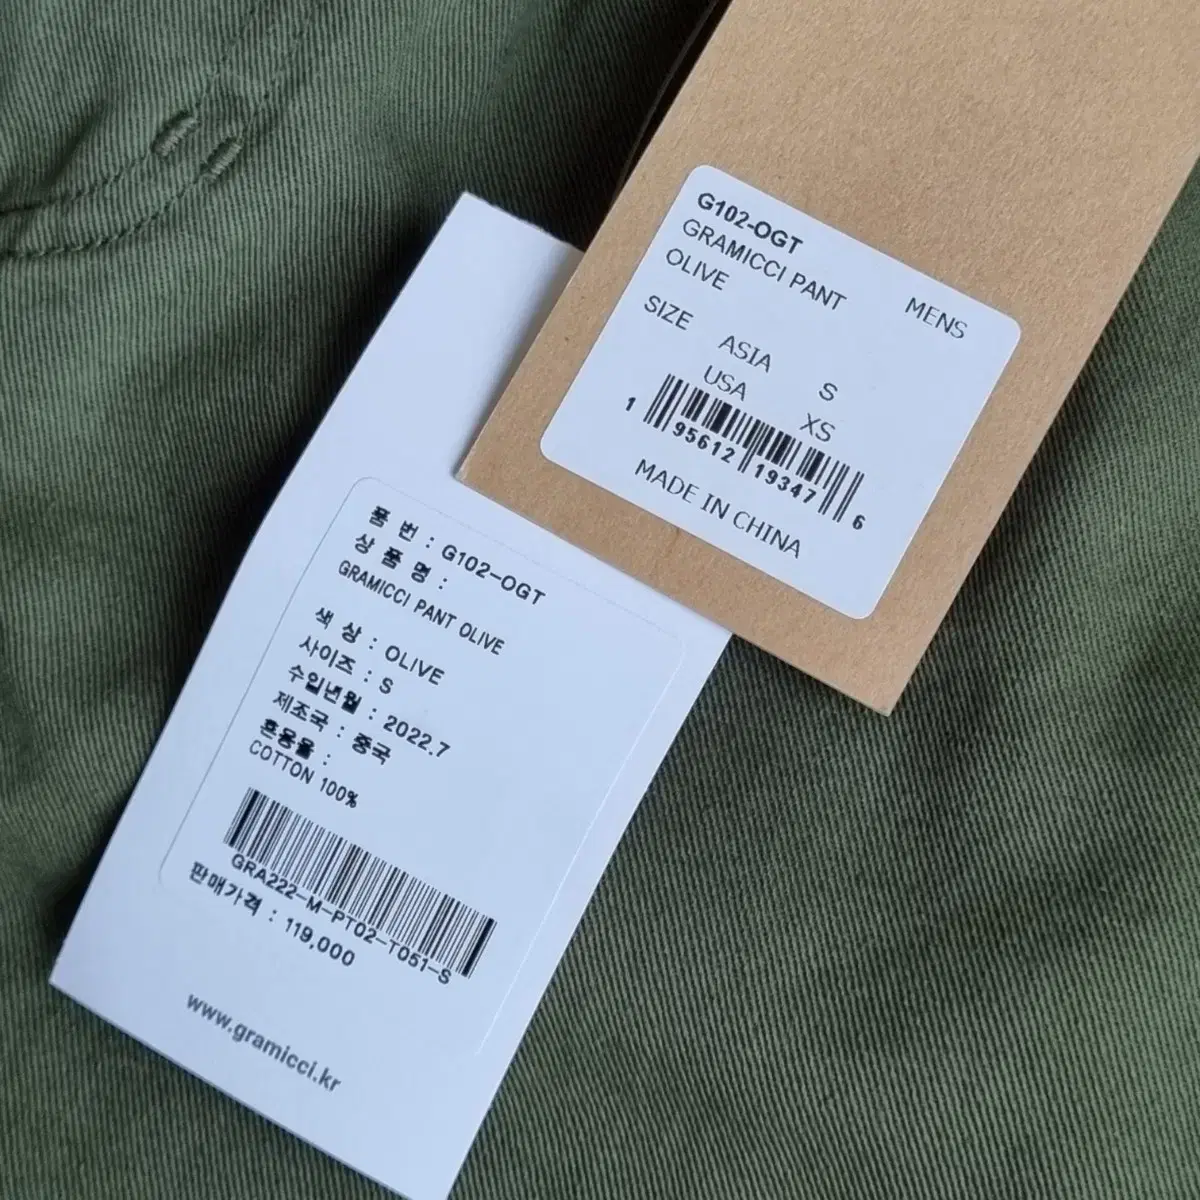 G102-OGT
GRAMICCI PANT
OLIVE
MENS
SIZE
ASIA S
USA XS
1 95612 19347 6
MADE IN CHINA
품 번 : G102-OGT
상 품 명 :
GRAMICCI PANT OLIVE
색 상 : OLIVE
사이즈 : S
수입년월 : 2022.7
제조국 : 중국
혼용율 :
COTTON 100%
GRA222-M-PT02-T051-S
판매가격 : 119,000
www.gramicci.kr